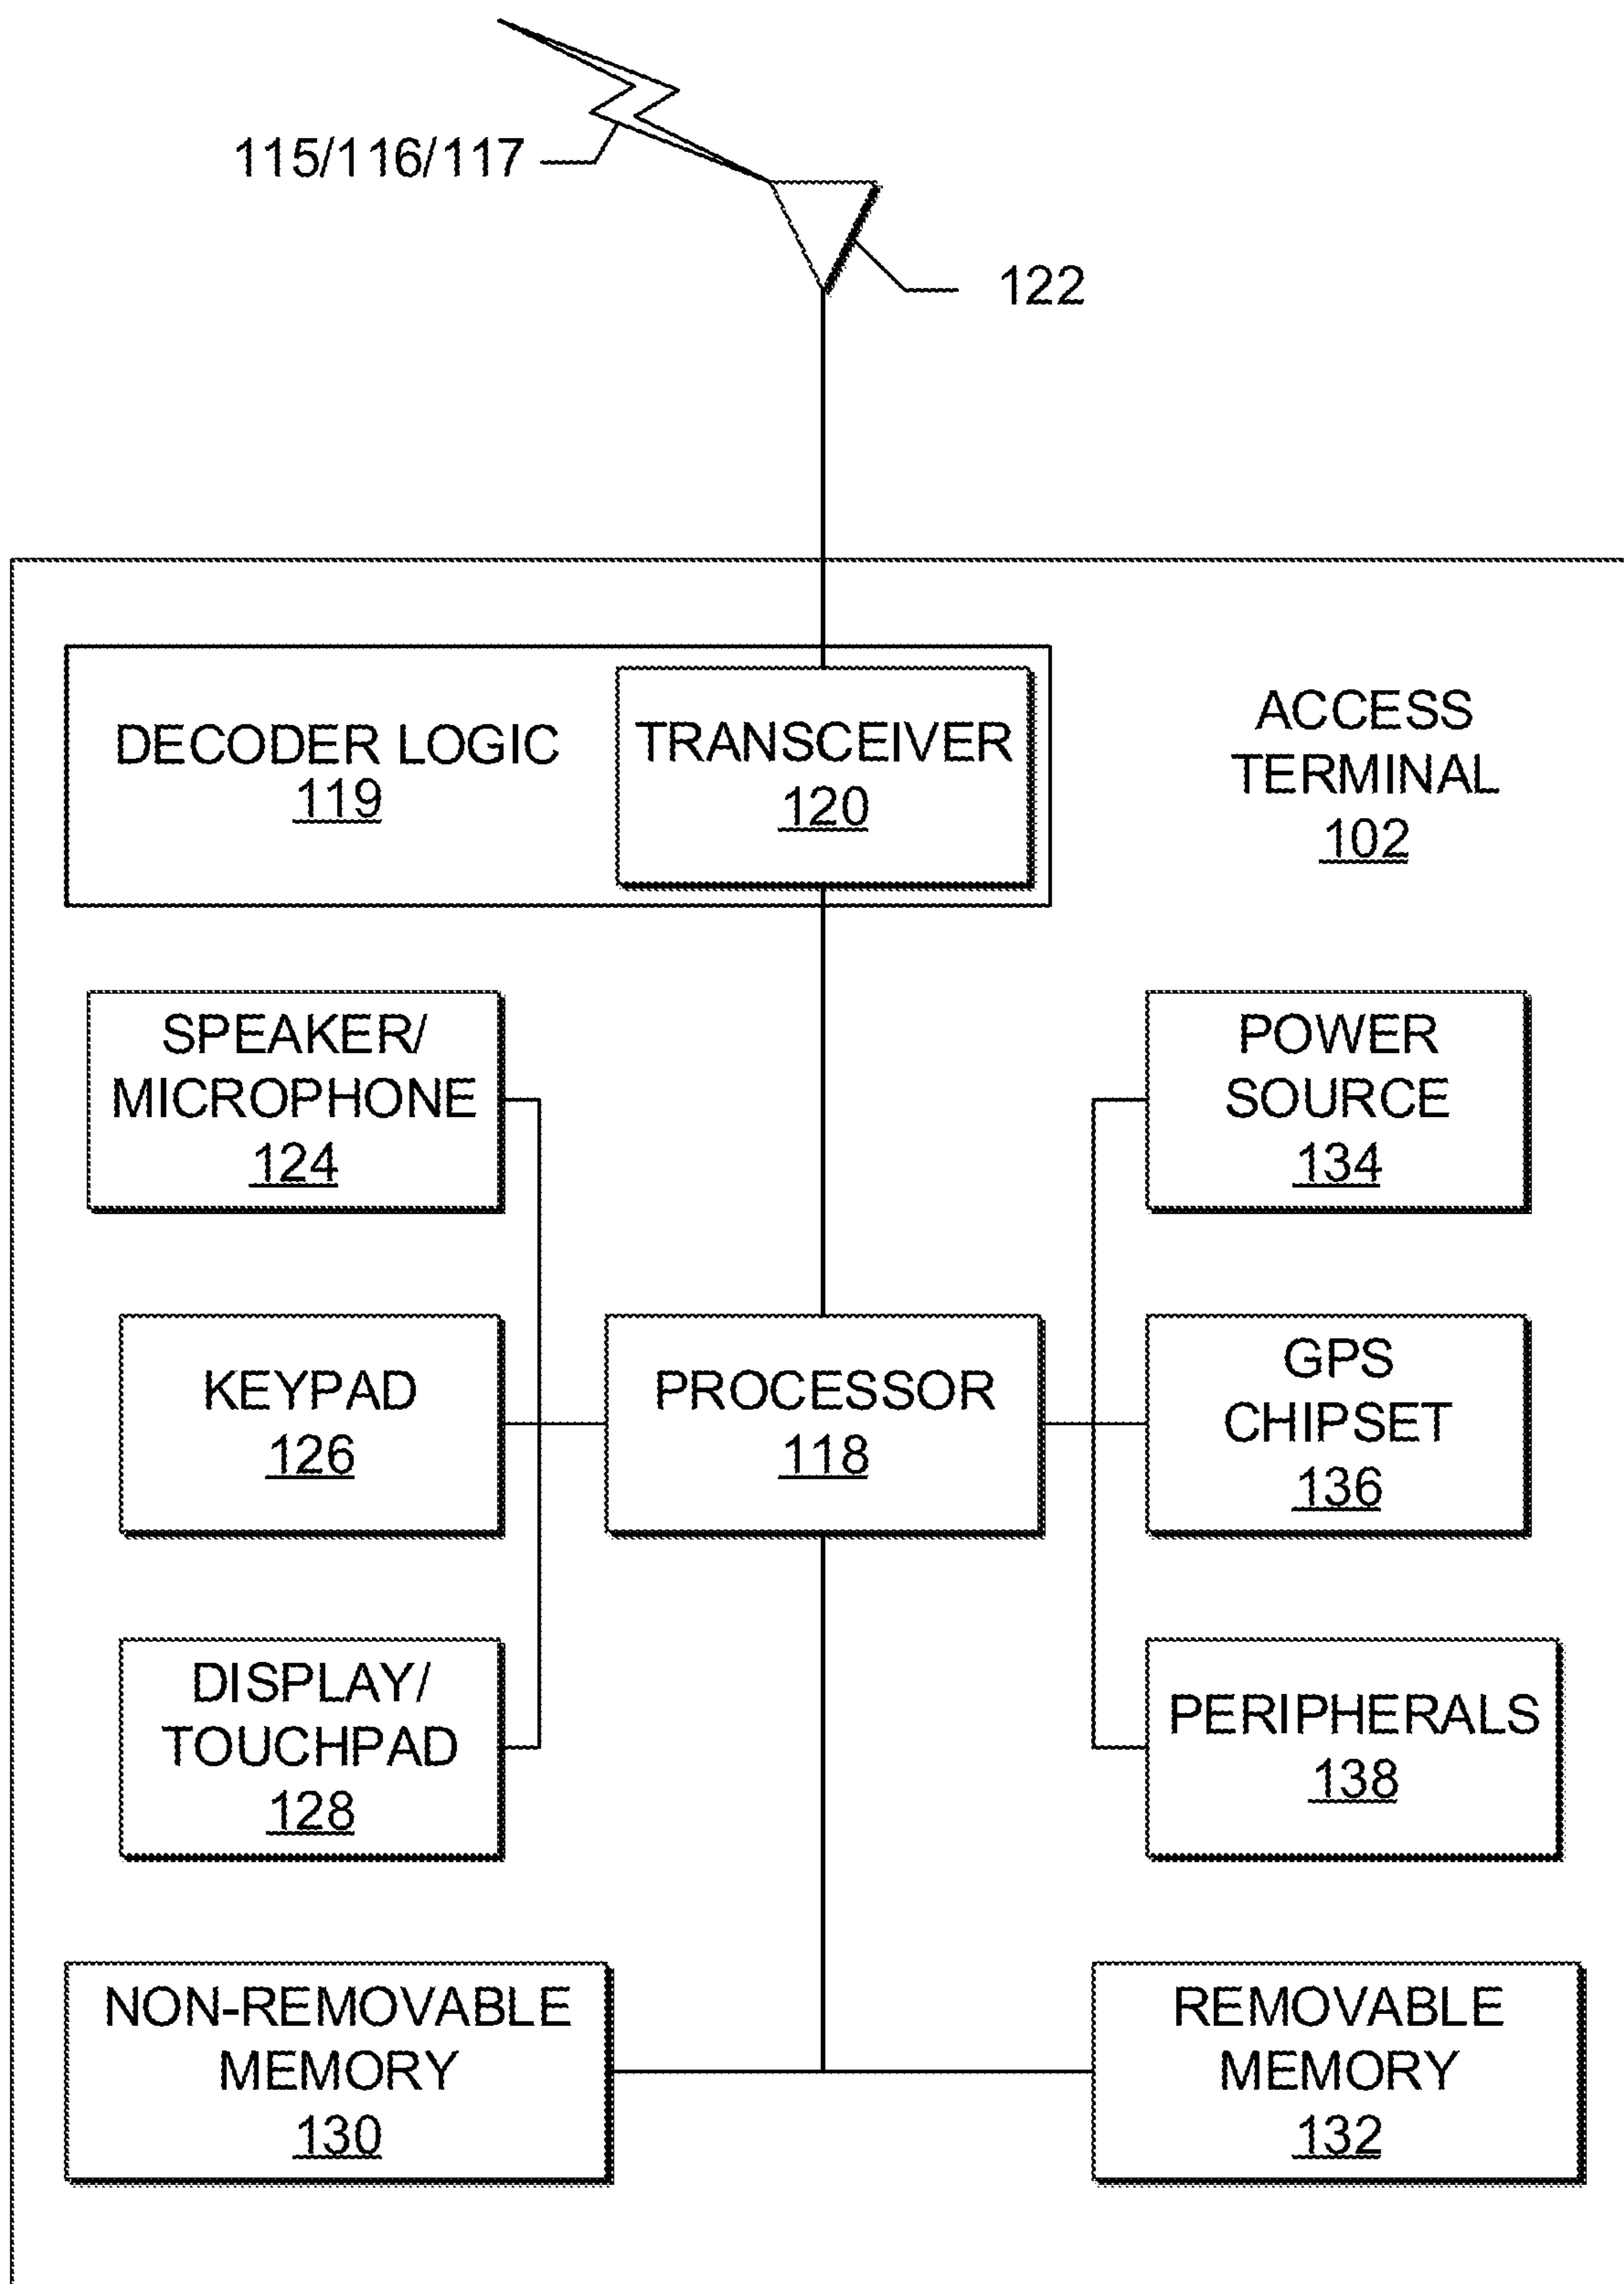 115/116/117
122
DECODER LOGIC
119
TRANSCEIVER
120
ACCESS
TERMINAL
102
SPEAKER/
MICROPHONE
124
POWER
SOURCE
134
KEYPAD
126
PROCESSOR
118
GPS
CHIPSET
136
DISPLAY/
TOUCHPAD
128
PERIPHERALS
138
NON-REMOVABLE
MEMORY
130
REMOVABLE
MEMORY
132